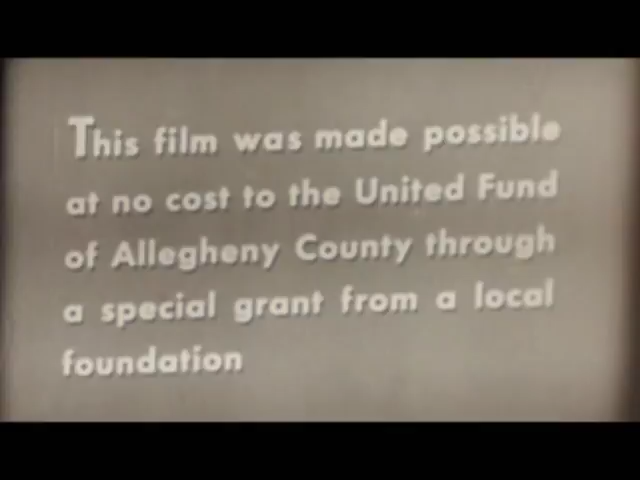 This film was made possible
at no cost to the United Fund
of Allegheny County through
a special grant from a local
foundation